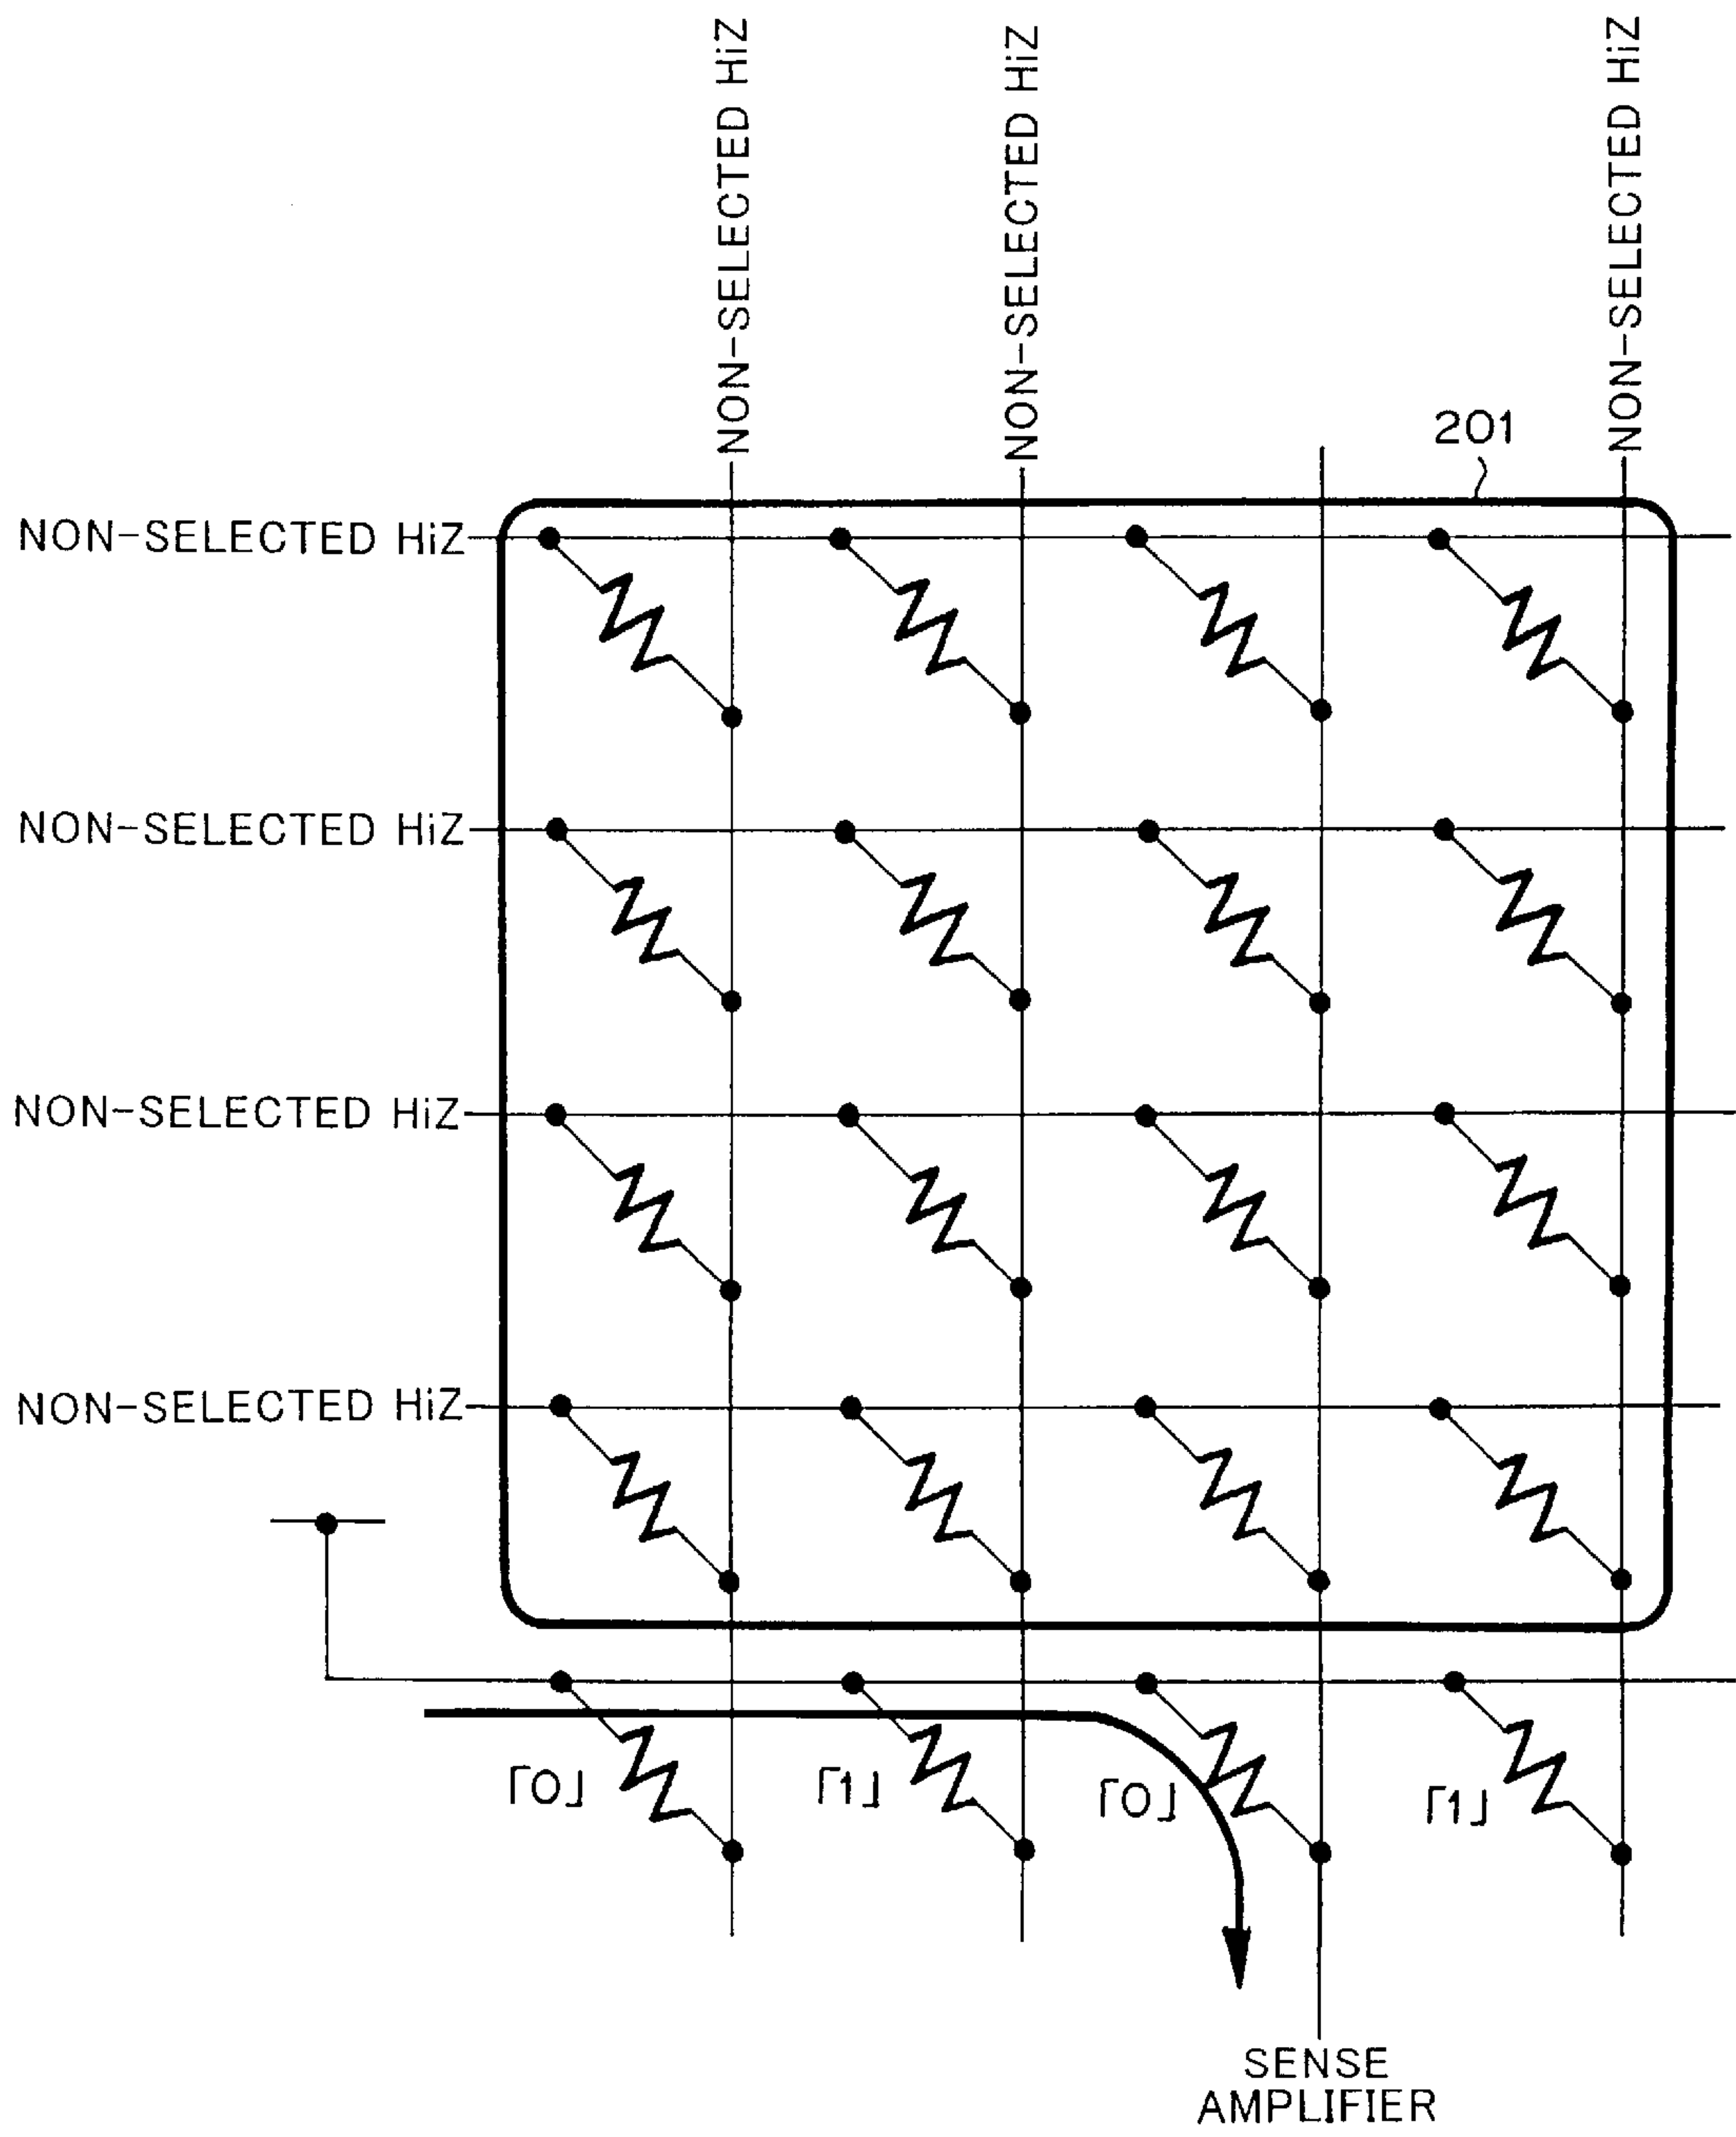 NON-SELECTED HiZ
NON-SELECTED HiZ
NON-SELECTED HiZ
201
NON-SELECTED HiZ
NON-SELECTED HiZ
NON-SELECTED HiZ
NON-SELECTED HiZ
「0」
「1」
「0」
「1」
SENSE
AMPLIFIER